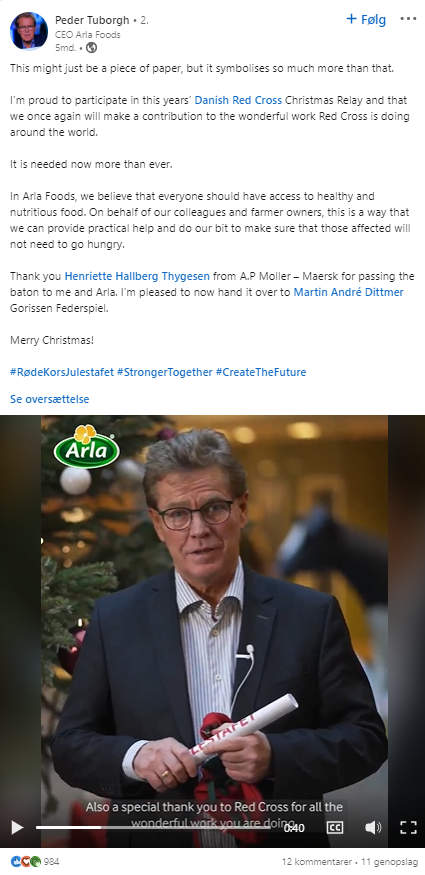 Peder Tuborgh • 2.
+ Følg
CEO Arla Foods
5md. •
This might just be a piece of paper, but it symbolises so much more than that.
I'm proud to participate in this years' Danish Red Cross Christmas Relay and that
we once again will make a contribution to the wonderful work Red Cross is doing
around the world.
It is needed now more than ever.
In Arla Foods, we believe that everyone should have access to healthy and
nutritious food. On behalf of our colleagues and farmer owners, this is a way that
we can provide practical help and do our bit to make sure that those affected will
not need to go hungry.
Thank you Henriette Hallberg Thygesen from A.P Moller – Maersk for passing the
baton to me and Arla. I'm pleased to now hand it over to Martin André Dittmer
Gorissen Federspiel.
Merry Christmas!
#RødeKorsJulestafet #StrongerTogether #CreateTheFuture
Se oversættelse
Arla
LESTAFET
Also a special thank you to Red Cross for all the
wonderful work you are doing
0:40
CC
984
12 kommentarer • 11 genopslag